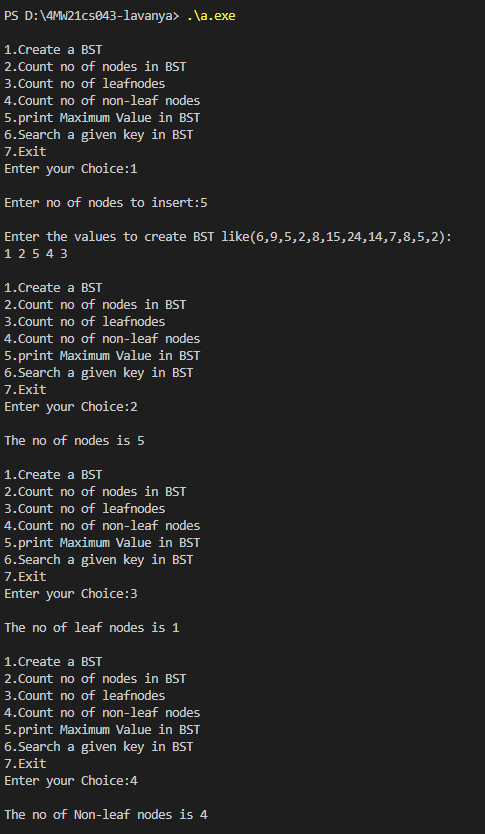 PS D:\4MW21cs043-lavanya> .\a.exe
1.Create a BST
2.Count no of nodes in BST
3.Count no of leafnodes
4.Count no of non-leaf nodes
5.print Maximum Value in BST
6.Search a given key in BST
7.Exit
Enter your Choice:1
Enter no of nodes to insert:5
Enter the values to create BST like(6,9,5,2,8,15,24,14,7,8,5,2):
1 2 5 4 3
1.Create a BST
2.Count no of nodes in BST
3.Count no of leafnodes
4.Count no of non-leaf nodes
5.print Maximum Value in BST
6.Search a given key in BST
7.Exit
Enter your Choice:2
The no of nodes is 5
1.Create a BST
2.Count no of nodes in BST
3.Count no of leafnodes
4.Count no of non-leaf nodes
5.print Maximum Value in BST
6.Search a given key in BST
7.Exit
Enter your Choice:3
The no of leaf nodes is 1
1.Create a BST
2.Count no of nodes in BST
3.Count no of leafnodes
4.Count no of non-leaf nodes
5.print Maximum Value in BST
6.Search a given key in BST
7.Exit
Enter your Choice:4
The no of Non-leaf nodes is 4